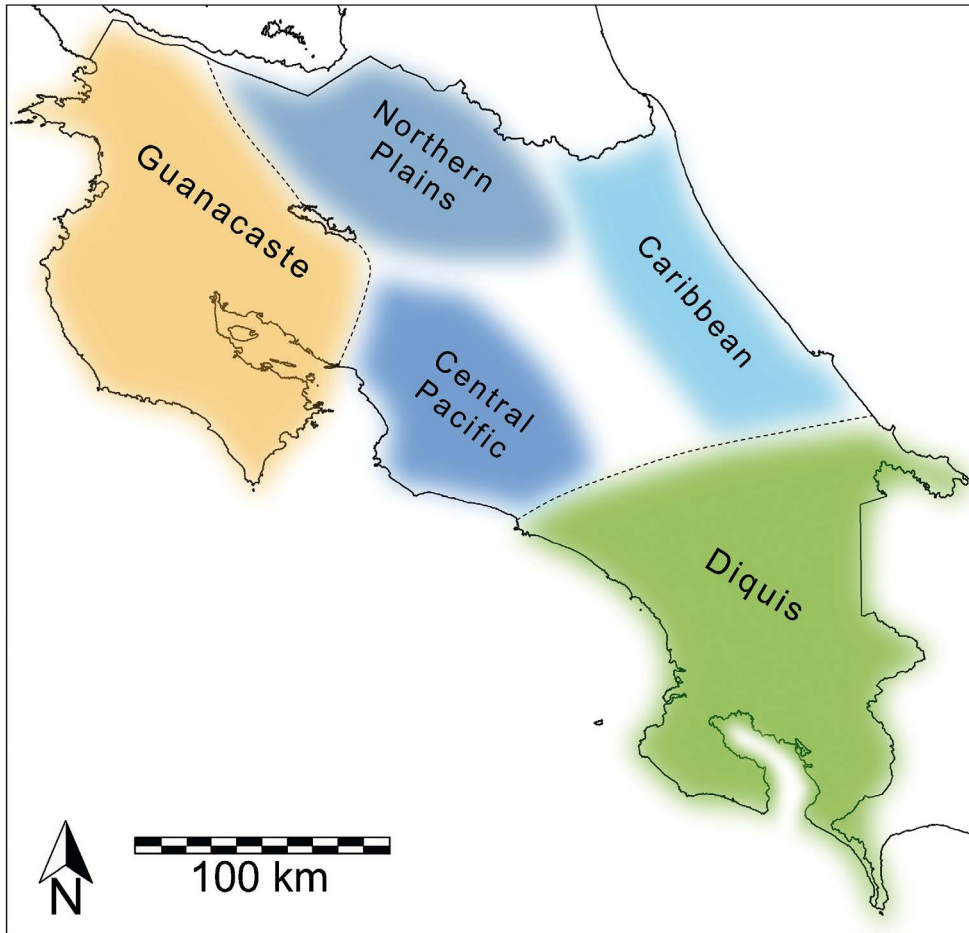 Northern
Plains
Guanacaste
Caribbean
Central
Pacific
Diquis
N
100 km